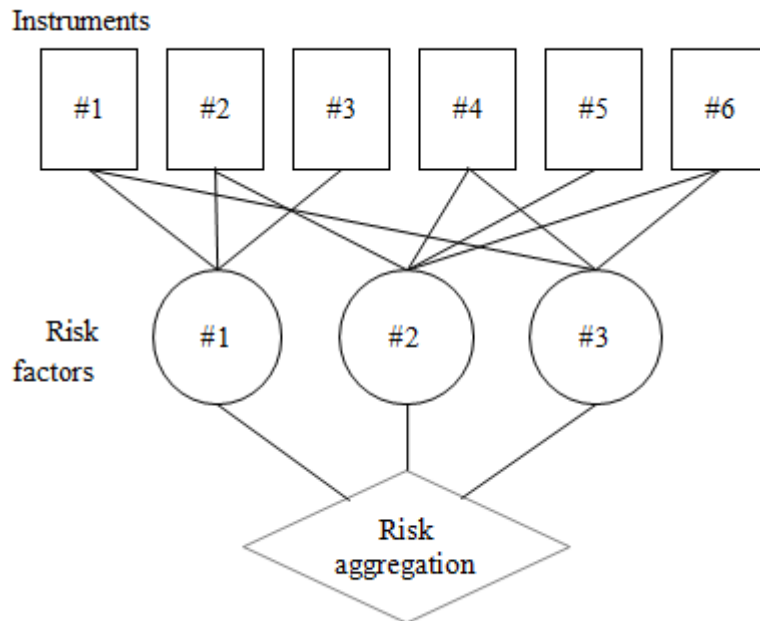 Instruments
#1
#2
#3
#4
#5
#6
Risk
factors
#1
#2
#3
Risk
aggregation